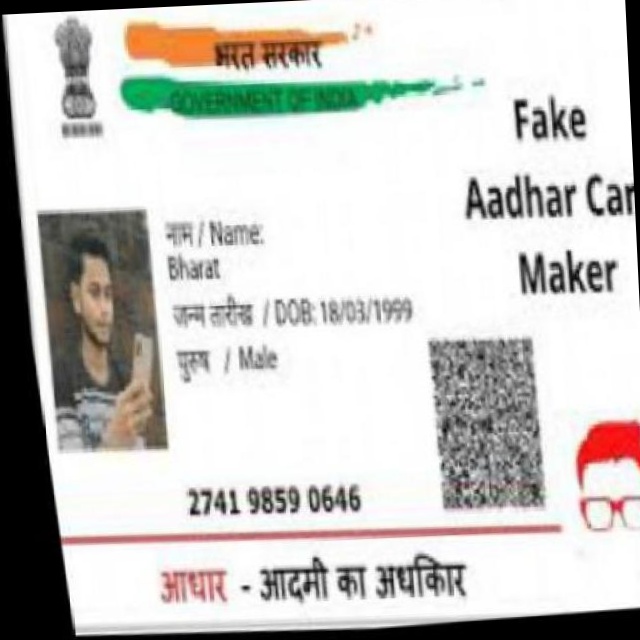 भरत सरकार
GOVERNMENT OF INDIA
Fake
Aadhar Car
Maker
नाम / Name:
Bharat
जन्म तारीख / DOB: 18/03/1999
पुरुष / Male
2741 9859 0646
आधार - आदमी का अधकिार